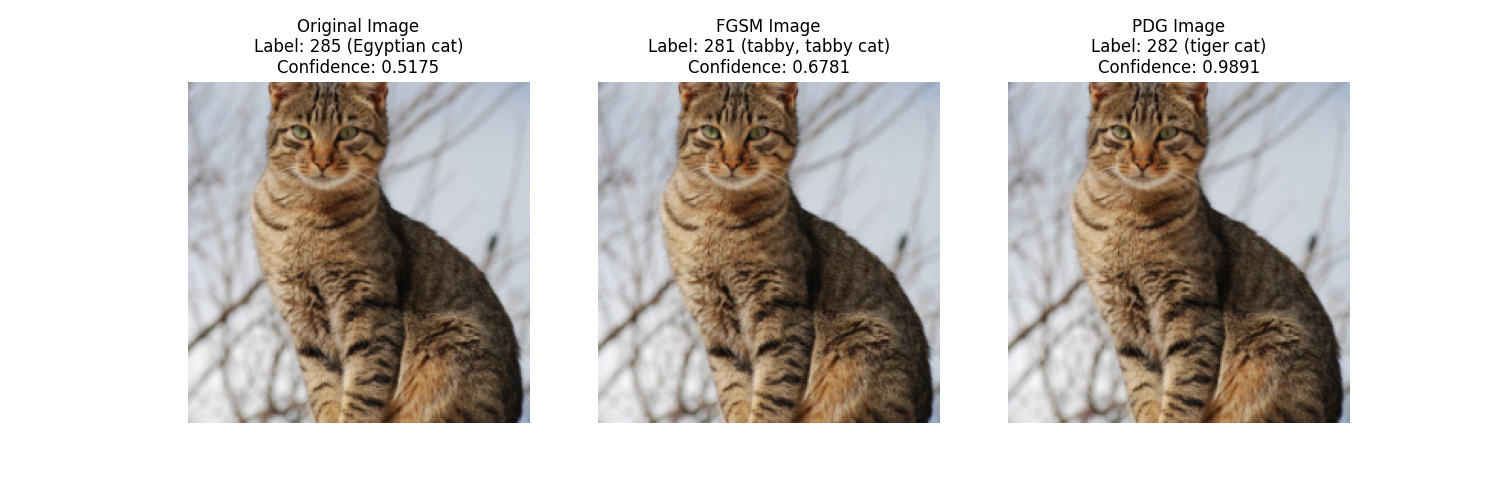 Original Image
Label: 285 (Egyptian cat)
Confidence: 0.5175
FGSM Image
Label: 281 (tabby, tabby cat)
Confidence: 0.6781
PDG Image
Label: 282 (tiger cat)
Confidence: 0.9891